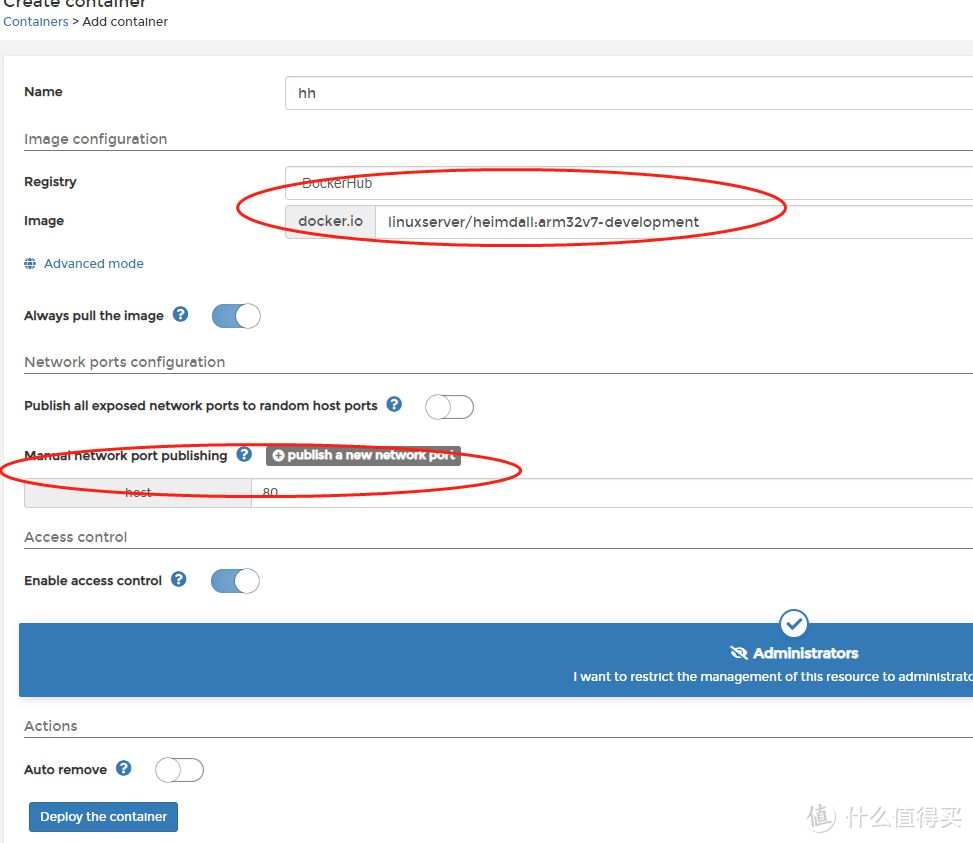 Create container
Containers > Add container
Name
hh
Image configuration
Registry
DockerHub
Image
docker.io
linuxserver/heimdall:arm32v7-development
Advanced mode
Always pull the image
Network ports configuration
Publish all exposed network ports to random host ports
Manual network port publishing
publish a new network port
host
80
Access control
Enable access control
Administrators
I want to restrict the management of this resource to
Actions
Auto remove
Deploy the container
值 什么值得买